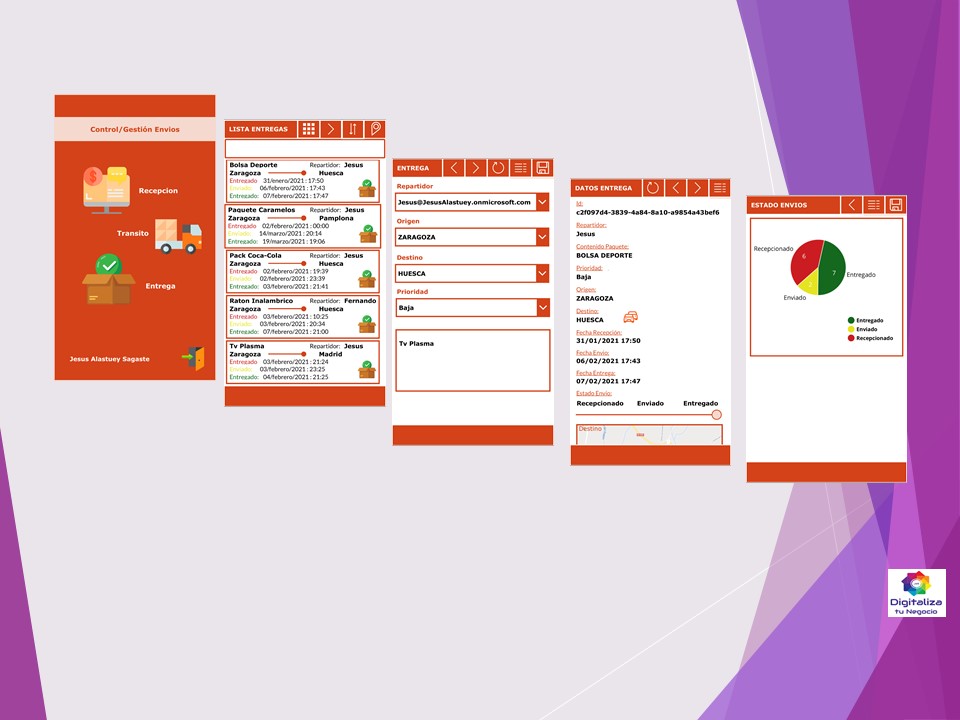 Control/Gestión Envios
Recepcion
Transito
Entrega
Jesus Alastuey Sagaste
LISTA ENTREGAS
Bolsa Deporte Repartidor: Jesus
Zaragoza Huesca
Entregado 31/enero/2021 : 17:50
Enviado: 06/febrero/2021 : 17:43
Entregado: 07/febrero/2021 : 17:47
Paquete Caramelos Repartidor: Jesus
Zaragoza Pamplona
Entregado 02/febrero/2021 : 00:00
Enviado: 14/marzo/2021 : 20:14
Entregado: 19/marzo/2021 : 19:06
Pack Coca-Cola Repartidor: Jesus
Zaragoza Huesca
Entregado 02/febrero/2021 : 19:39
Enviado: 02/febrero/2021 : 23:39
Entregado: 03/febrero/2021 : 21:41
Raton Inalambrico Repartidor: Fernando
Zaragoza Huesca
Entregado 03/febrero/2021 : 10:25
Enviado: 03/febrero/2021 : 20:34
Entregado: 07/febrero/2021 : 21:00
Tv Plasma Repartidor: Jesus
Zaragoza Madrid
Entregado 03/febrero/2021 : 21:24
Enviado: 03/febrero/2021 : 23:25
Entregado: 04/febrero/2021 : 21:25
ENTREGA
Repartidor
Jesus@JesusAlastuey.onmicrosoft.com
Origen
ZARAGOZA
Destino
HUESCA
Prioridad
Baja
Tv Plasma
DATOS ENTREGA
Id:
c2f097d4-3839-4a84-8a10-a9854a43bef6
Repartidor:
Jesus
Contenido Paquete:
BOLSA DEPORTE
Prioridad:
Baja
Origen:
ZARAGOZA
Destino:
HUESCA
Fecha Recepción:
31/01/2021 17:50
Fecha Envio:
06/02/2021 17:43
Fecha Entrega:
07/02/2021 17:47
Estado Envio:
Recepcionado Enviado Entregado
Destino
ESTADO ENVIOS
Recepcionado
6
7
Entregado
Enviado
Entregado
Enviado
Recepcionado
Digitaliza
tu Negocio